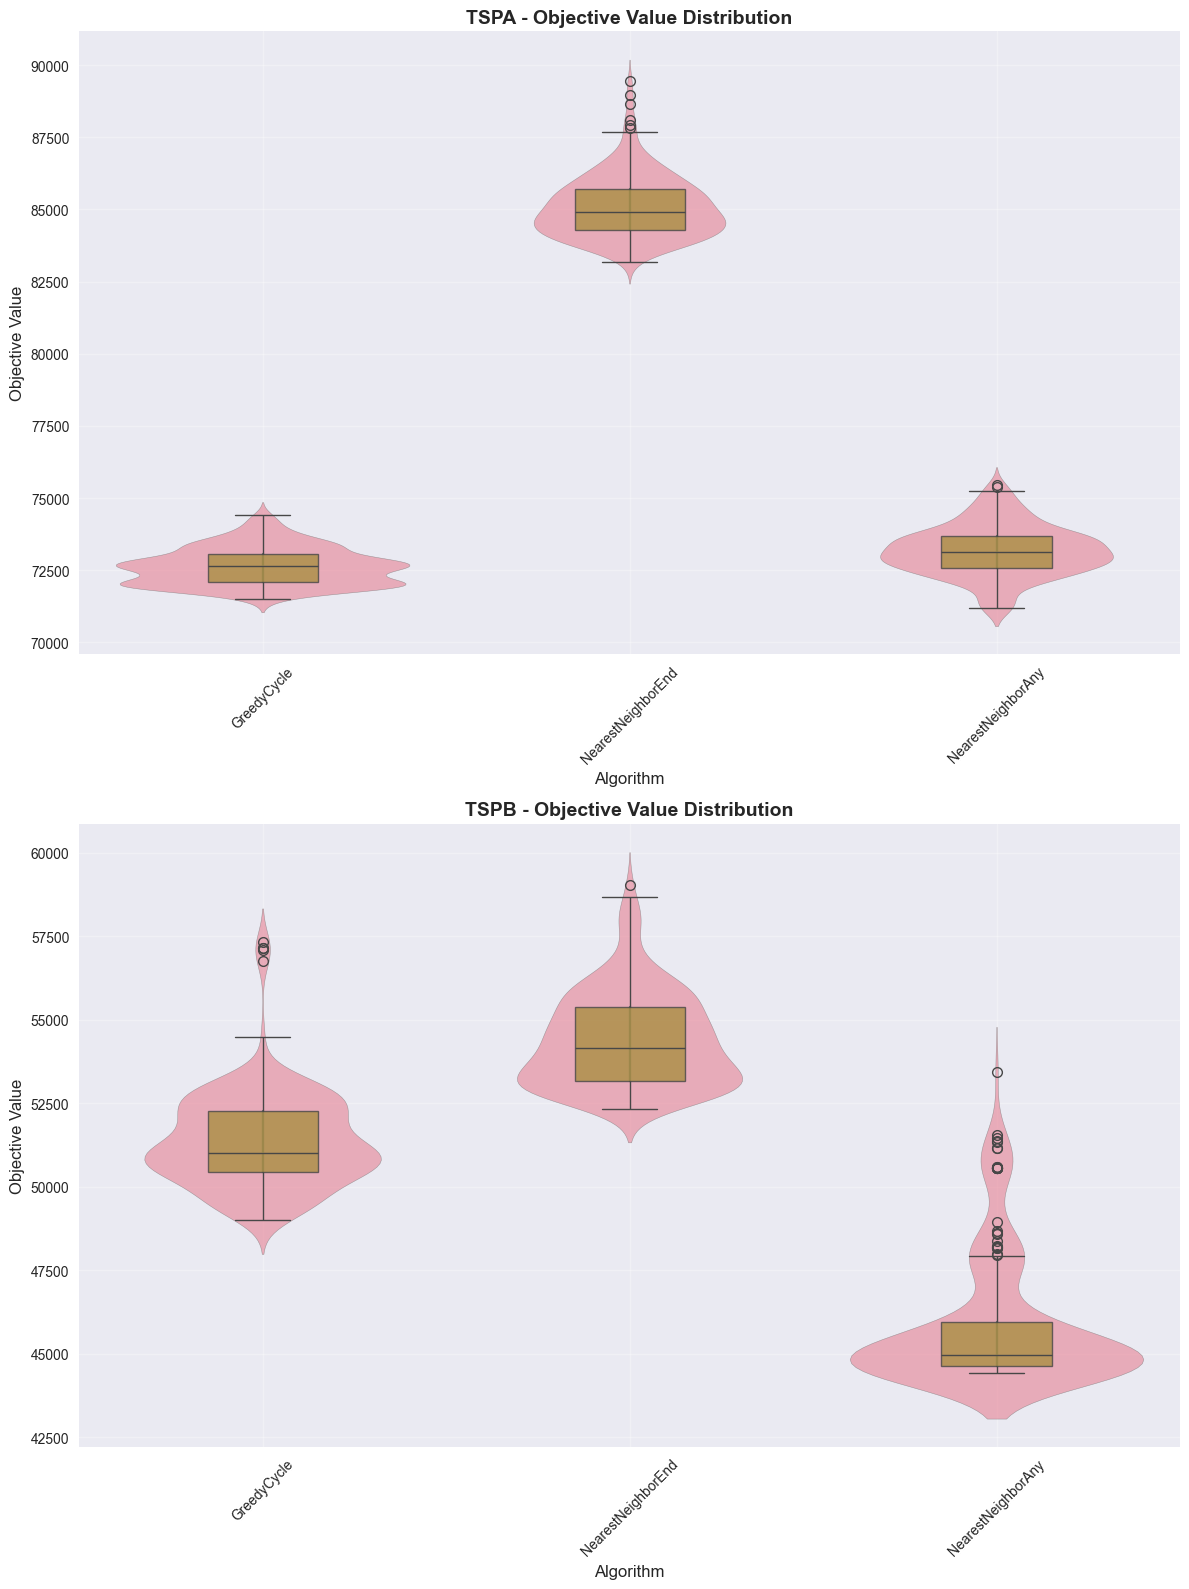 TSPA - Objective Value Distribution
90000
87500
85000
82500
80000
77500
75000
72500
70000
Objective Value
GreedyCycle
NearestNeighborEnd
NearestNeighborAny
Algorithm
TSPB - Objective Value Distribution
60000
57500
55000
52500
50000
47500
45000
42500
Objective Value
GreedyCycle
NearestNeighborEnd
NearestNeighborAny
Algorithm